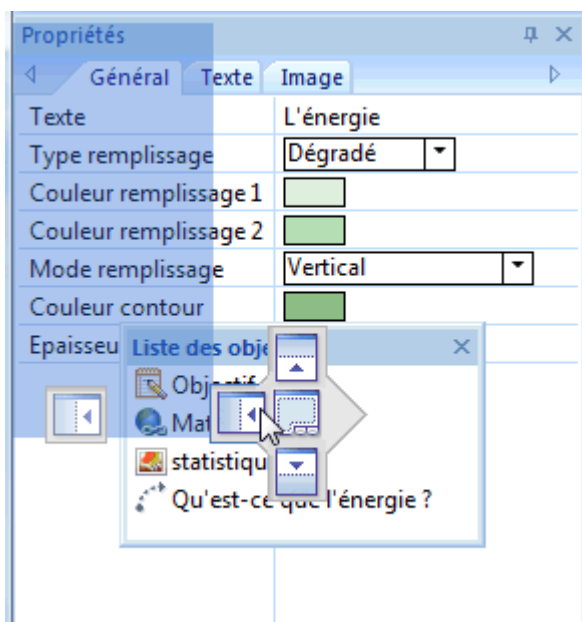 Propriétés
Général Texte Image
Texte L'énergie
Type remplissage Dégradé
Couleur remplissage 1
Couleur remplissage 2
Mode remplissage Vertical
Couleur contour
Liste des
statistiqu
Qu'est-ce que l'énergie ?